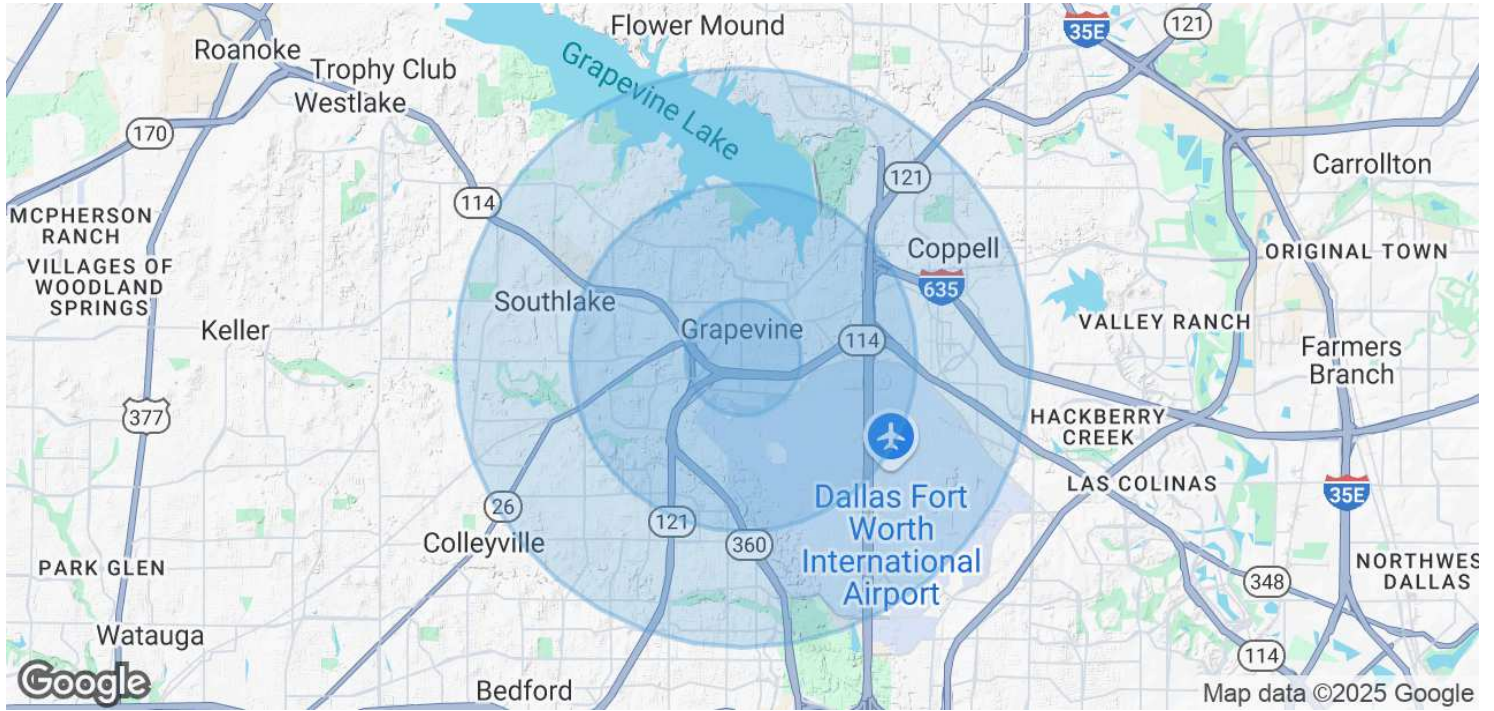 Flower Mound
121
35E
Roanoke
Trophy Club
Westlake
Grapevine Lake
170
Carrollton
121
114
MCPHERSON
RANCH
Coppell
ORIGINAL TOWN
VILLAGES OF
WOODLAND
SPRINGS
635
Southlake
Keller
Grapevine
114
VALLEY RANCH
Farmers
Branch
377
HACKBERRY
CREEK
LAS COLINAS
35E
26
Dallas Fort
Worth
International
Airport
121
360
Colleyville
PARK GLEN
NORTHWES
DALLAS
348
Watauga
114
Bedford
Google
Map data ©2025 Google